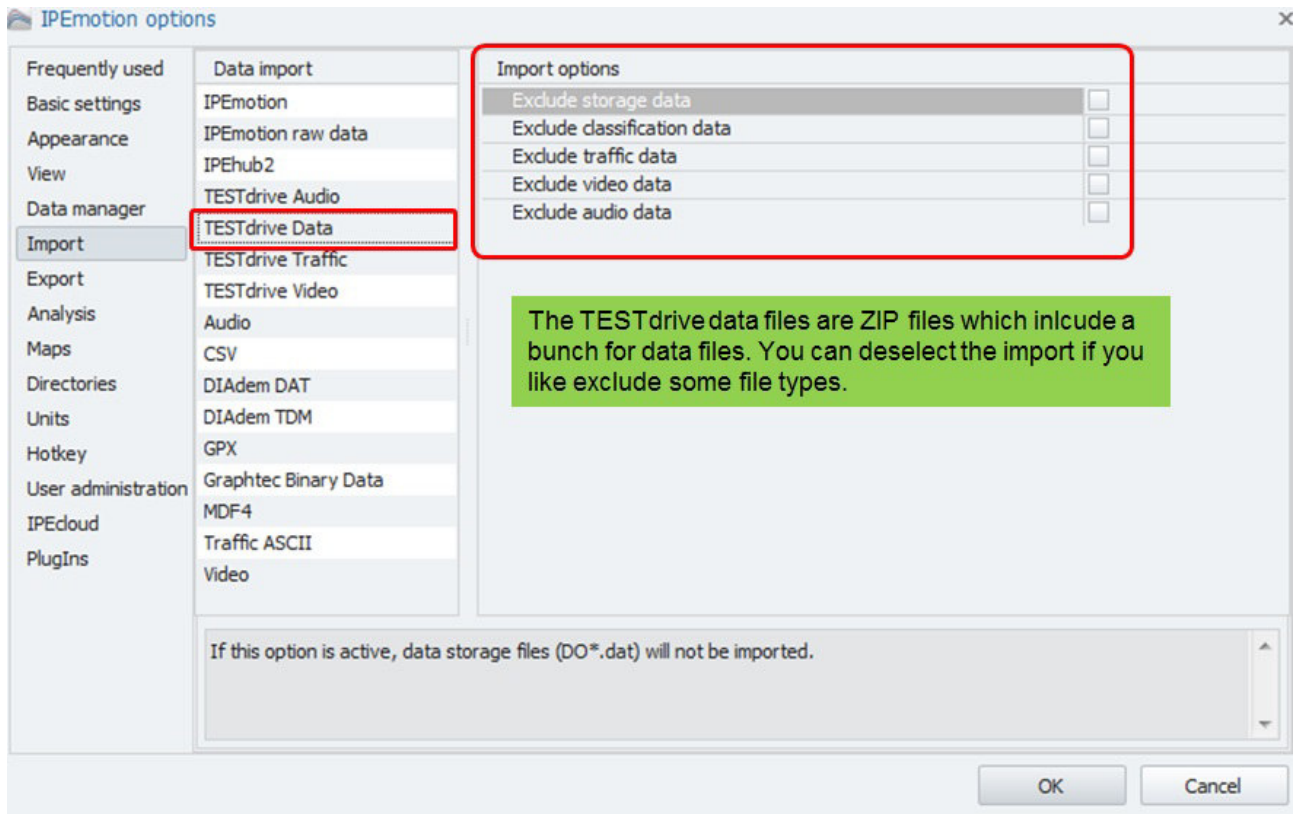 IPEmotion options
Frequently used
Basic settings
Appearance
View
Data manager
Import
Export
Analysis
Maps
Directories
Units
Hotkey
User administration
IPEcloud
PlugIns
Data import
IPEmotion
IPEmotion raw data
IPEhub2
TESTdrive Audio
TESTdrive Data
TESTdrive Traffic
TESTdrive Video
Audio
CSV
DIAdem DAT
DIAdem TDM
GPX
Graphtec Binary Data
MDF4
Traffic ASCII
Video
Import options
Exclude storage data
Exclude classification data
Exclude traffic data
Exclude video data
Exclude audio data
The TESTdrive data files are ZIP files which inlcude a
bunch for data files. You can deselect the import if you
like exclude some file types.
If this option is active, data storage files (DO*.dat) will not be imported.
OK
Cancel